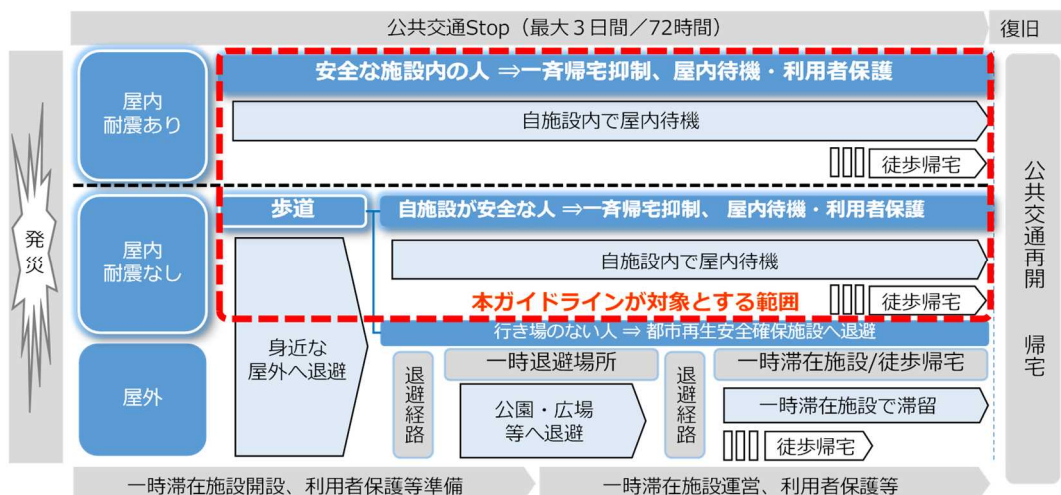 公共交通Stop（最大３日間／72時間）
復旧
発災
屋内
耐震あり
安全な施設内の人 ⇒一斉帰宅抑制、屋内待機・利用者保護
自施設内で屋内待機
徒歩帰宅
屋内
耐震なし
歩道
自施設が安全な人 ⇒一斉帰宅抑制、 屋内待機・利用者保護
自施設内で屋内待機
本ガイドラインが対象とする範囲
徒歩帰宅
行き場のない人 ⇒ 都市再生安全確保施設へ退避
屋外
身近な
屋外へ退避
退避経路
一時退避場所
公園・広場
等へ退避
退避経路
一時滞在施設/徒歩帰宅
一時滞在施設で滞留
徒歩帰宅
公共交通再開 帰宅
一時滞在施設開設、利用者保護等準備
一時滞在施設運営、利用者保護等